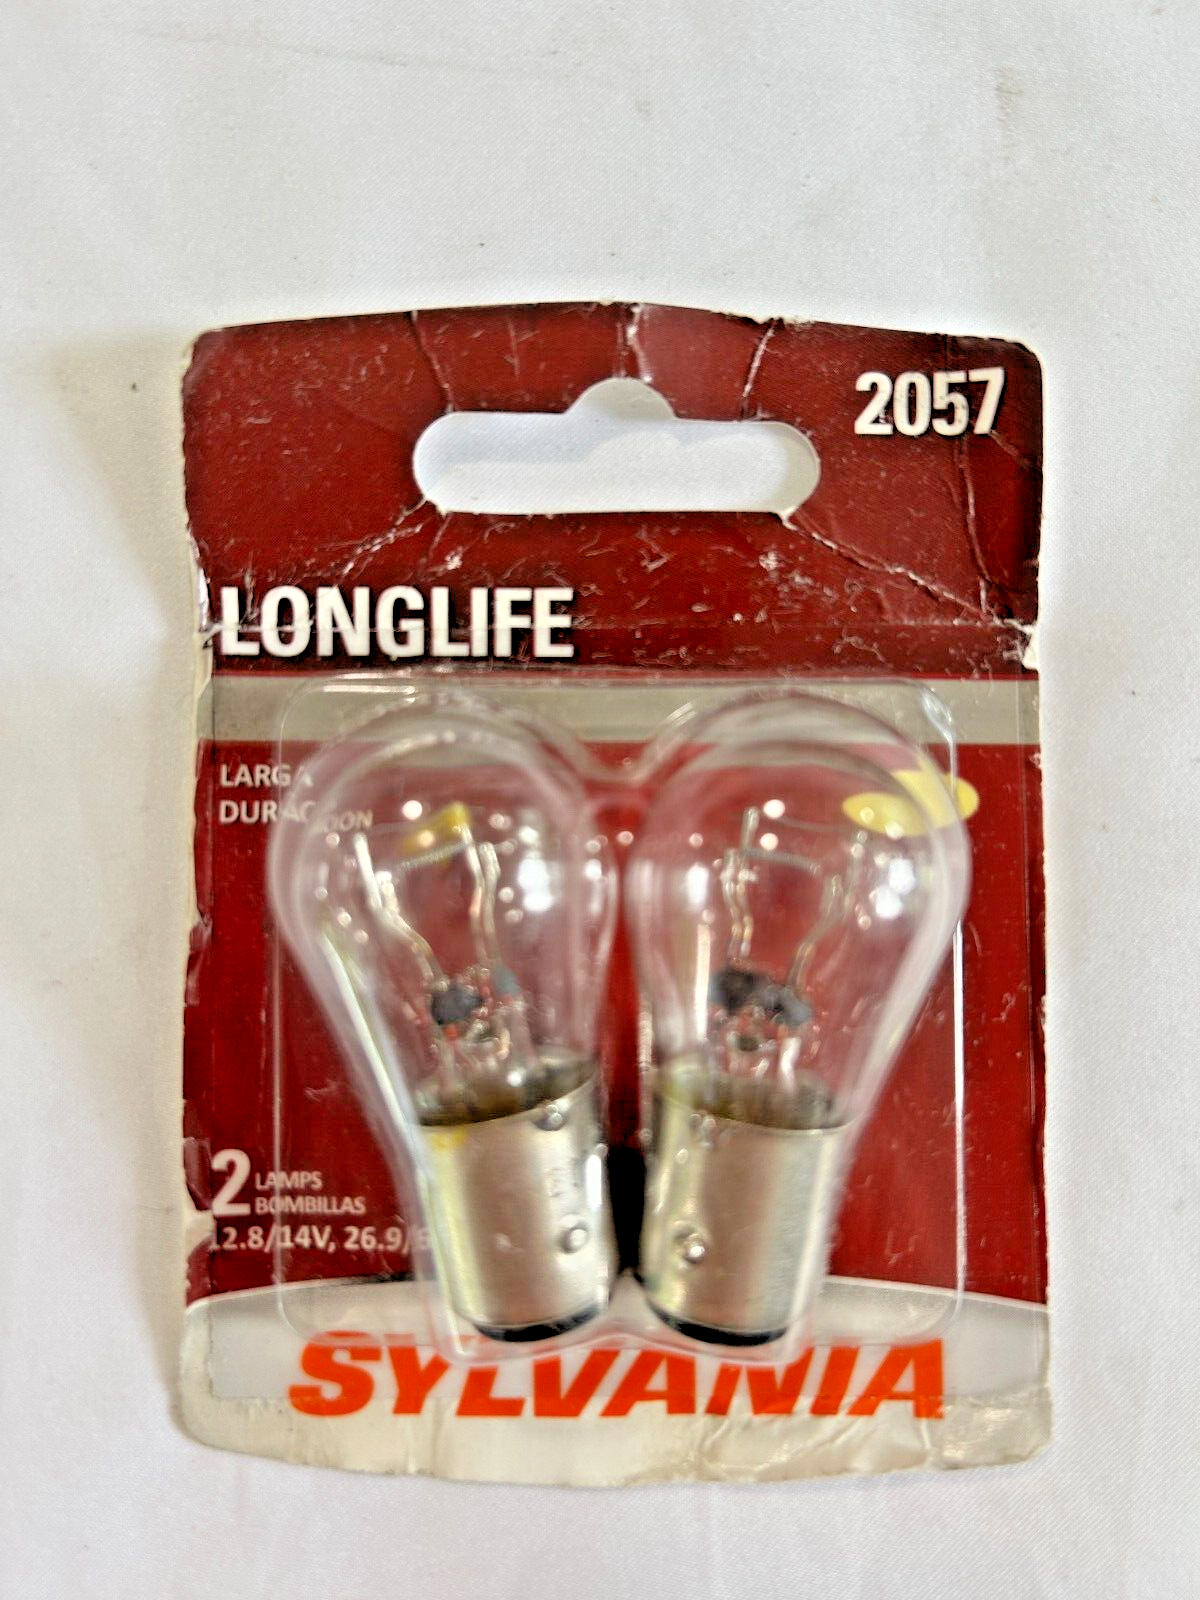 2057
LONGLIFE
LARGA
DURACION
2 LAMPS
BOMBILLAS
12.8/14V, 26.9/
SYLVANIA